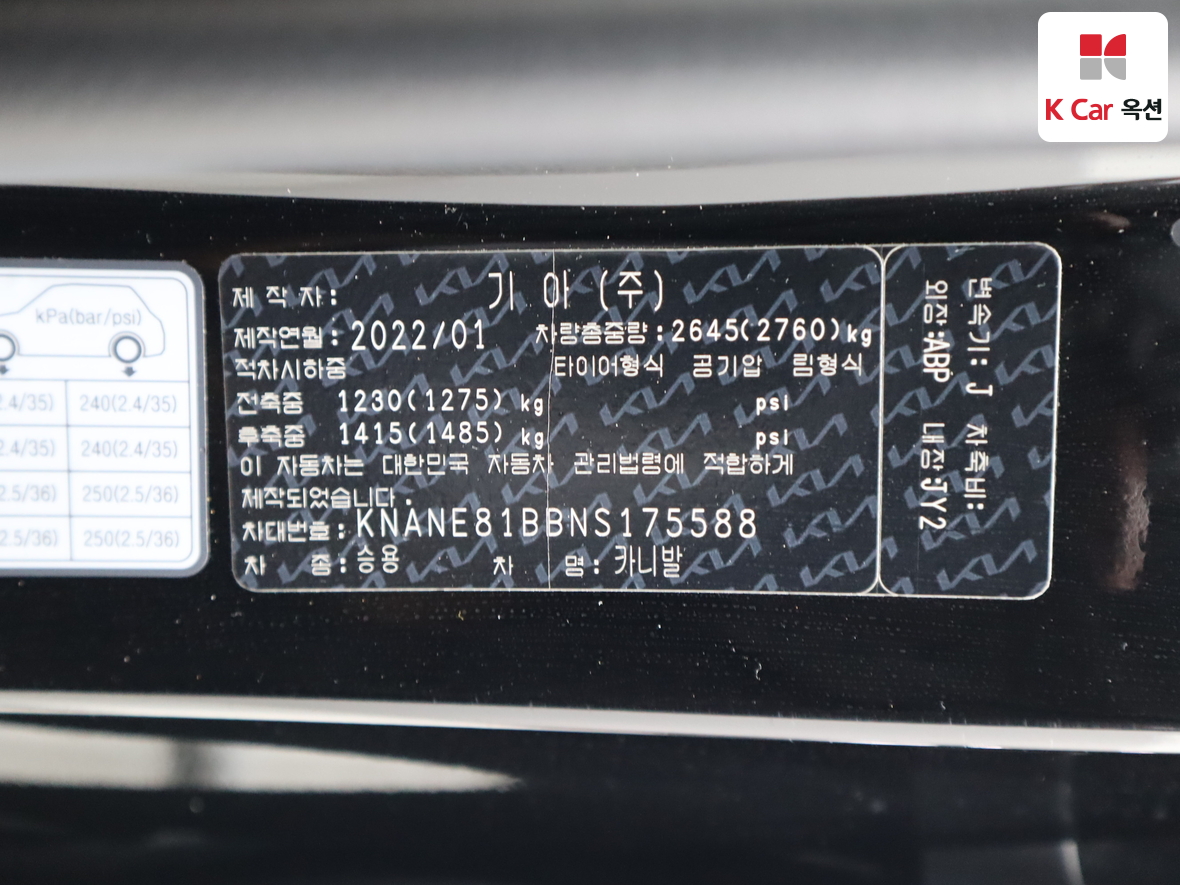 K Car 옥션
kPa(bar/psi)
2.4/35) 240(2.4/35)
2.4/35) 240(2.4/35)
2.5/36) 250(2.5/36)
2.5/36) 250(2.5/36)
제 작 자: 기 아 (주)
제작연월: 2022/01 차량총중량:2645(2760)kg
적차시하중 타이어형식 공기압 림형식
전축중 1230(1275) kg psi
후축중 1415(1485) kg psi
이 자동차는 대한민국 자동차 관리법령에 적합하게
제작되었습니다.
차대번호:KNANE81BBNS175588
차 종:승용 차 명:카니발
변속기: J 차축비:
외장:ABP 내장:JY2